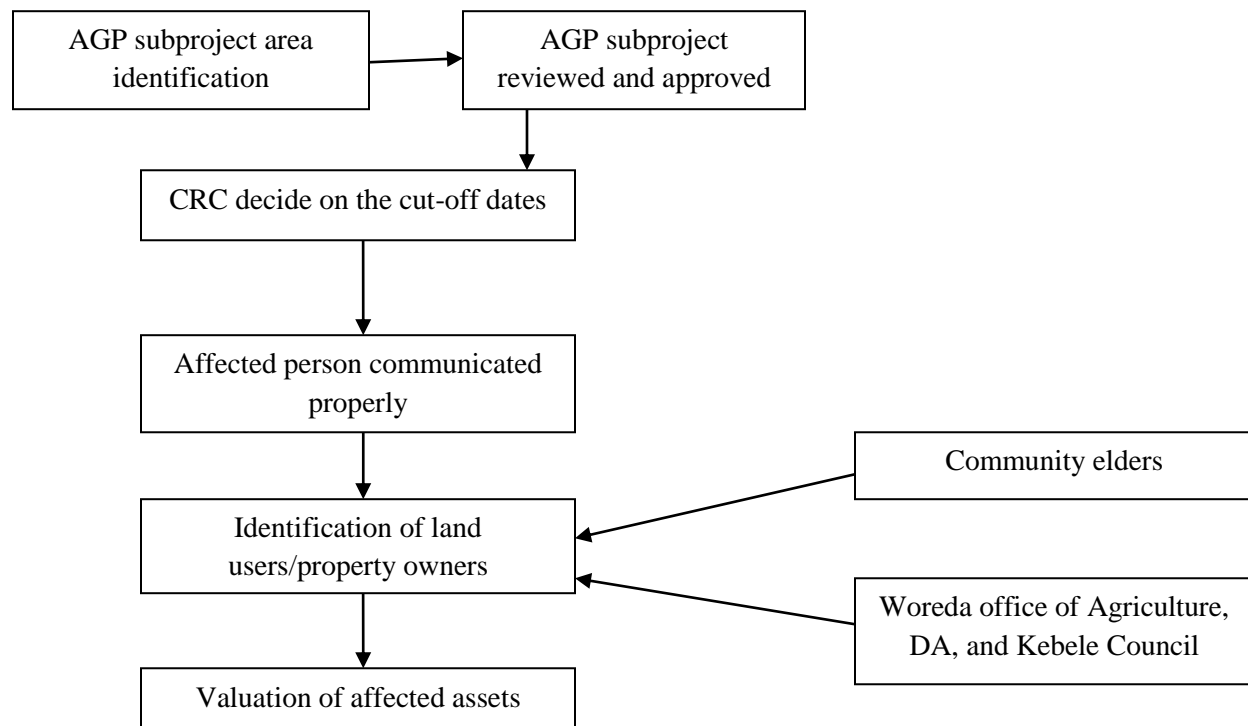 AGP subproject area
identification
AGP subproject
reviewed and approved
CRC decide on the cut-off dates
Affected person communicated
properly
Identification of land
users/property owners
Community elders
Woreda office of Agriculture,
DA, and Kebele Council
Valuation of affected assets